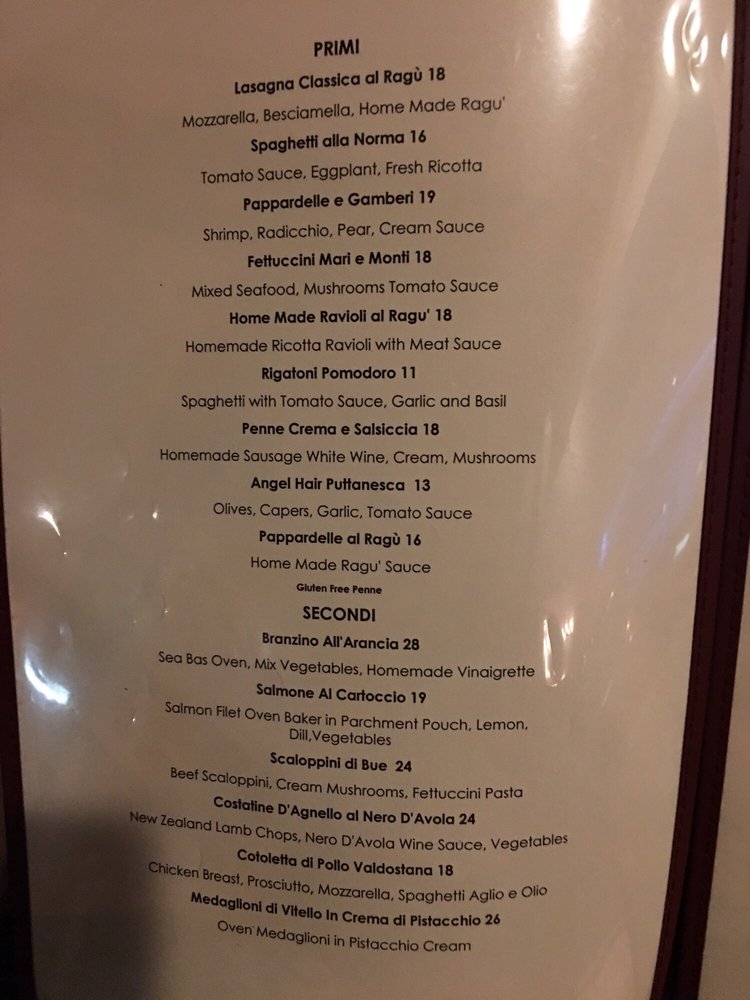 PRIMI
Lasagna Classica al Ragù 18
Mozzarella, Besciamella, Home Made Ragu'
Spaghetti alla Norma 16
Tomato Sauce, Eggplant, Fresh Ricotta
Pappardelle e Gamberi 19
Shrimp, Radicchio, Pear, Cream Sauce
Fettuccini Mari e Monti 18
Mixed Seafood, Mushrooms Tomato Sauce
Home Made Ravioli al Ragu' 18
Homemade Ricotta Ravioli with Meat Sauce
Rigatoni Pomodoro 11
Spaghetti with Tomato Sauce, Garlic and Basil
Penne Crema e Salsiccia 18
Homemade Sausage White Wine, Cream, Mushrooms
Angel Hair Puttanesca 13
Olives, Capers, Garlic, Tomato Sauce
Pappardelle al Ragù 16
Home Made Ragu' Sauce
Gluten Free Penne
SECONDI
Branzino All'Arancia 28
Sea Bas Oven, Mix Vegetables, Homemade Vinaigrette
Salmone Al Cartoccio 19
Salmon Filet Oven Baker in Parchment Pouch, Lemon,
Dill,Vegetables
Scaloppini di Bue 24
Beef Scaloppini, Cream Mushrooms, Fettuccini Pasta
Costatine D'Agnello al Nero D'Avola 24
New Zealand Lamb Chops, Nero D'Avola Wine Sauce, Vegetables
Cotoletta di Pollo Valdostana 18
Chicken Breast, Prosciutto, Mozzarella, Spaghetti Aglio e Olio
Medaglioni di Vitello In Crema di Pistacchio 26
Oven Medaglioni in Pistacchio Cream